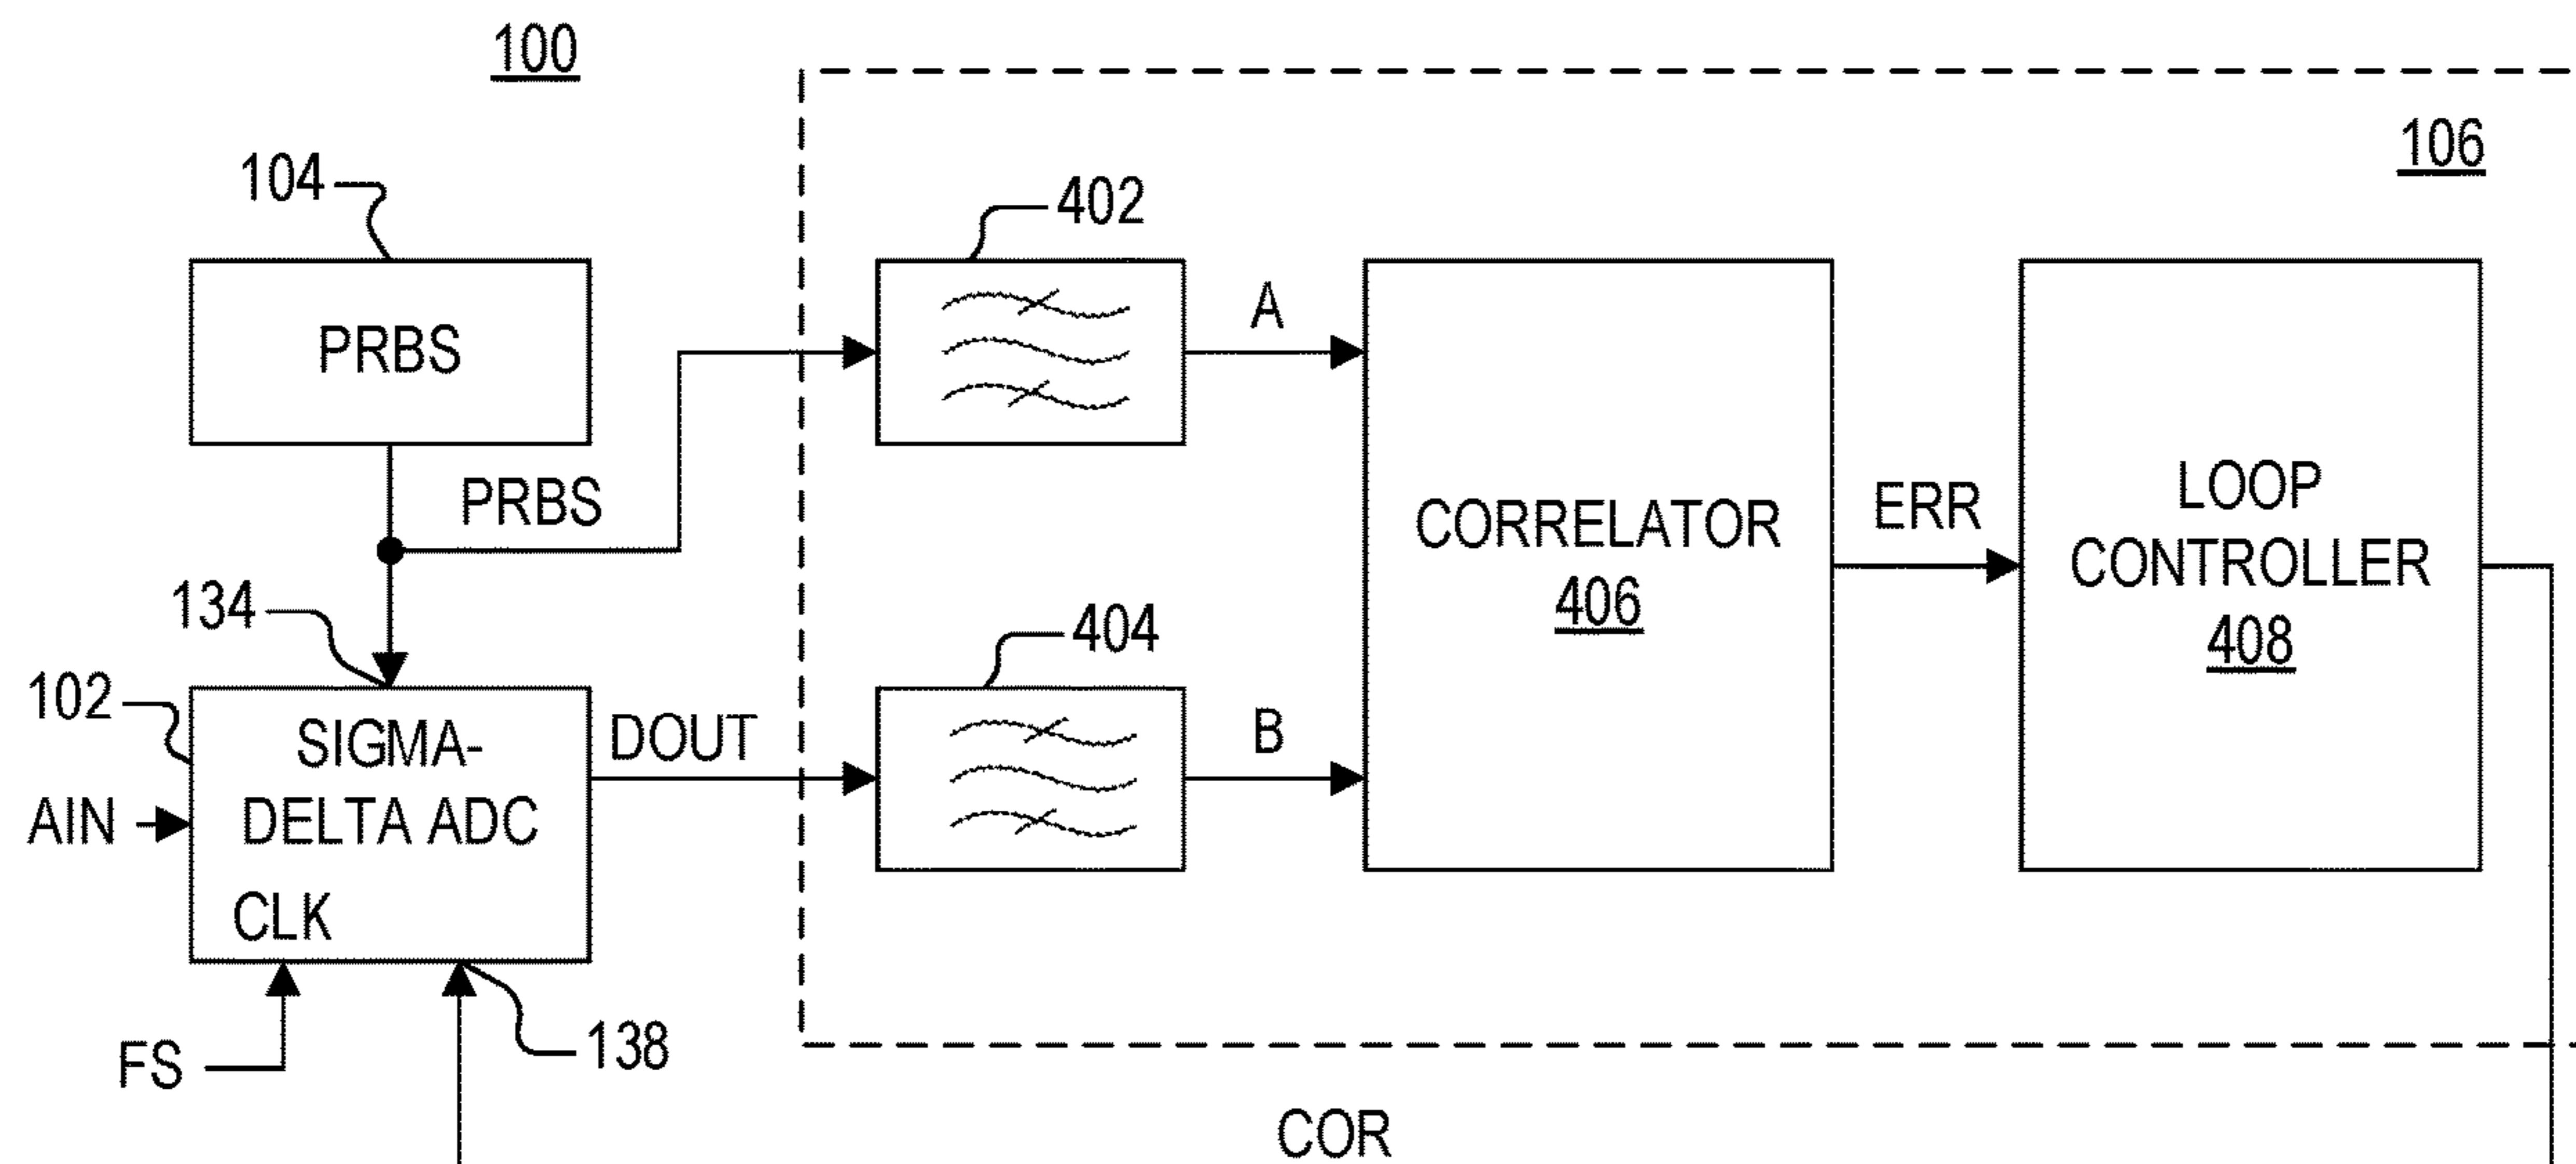 100
106
104
402
PRBS
A
CORRELATOR
406
ERR
LOOP
CONTROLLER
408
PRBS
134
404
102
SIGMA-
DELTA ADC
CLK
DOUT
B
AIN
FS
138
COR